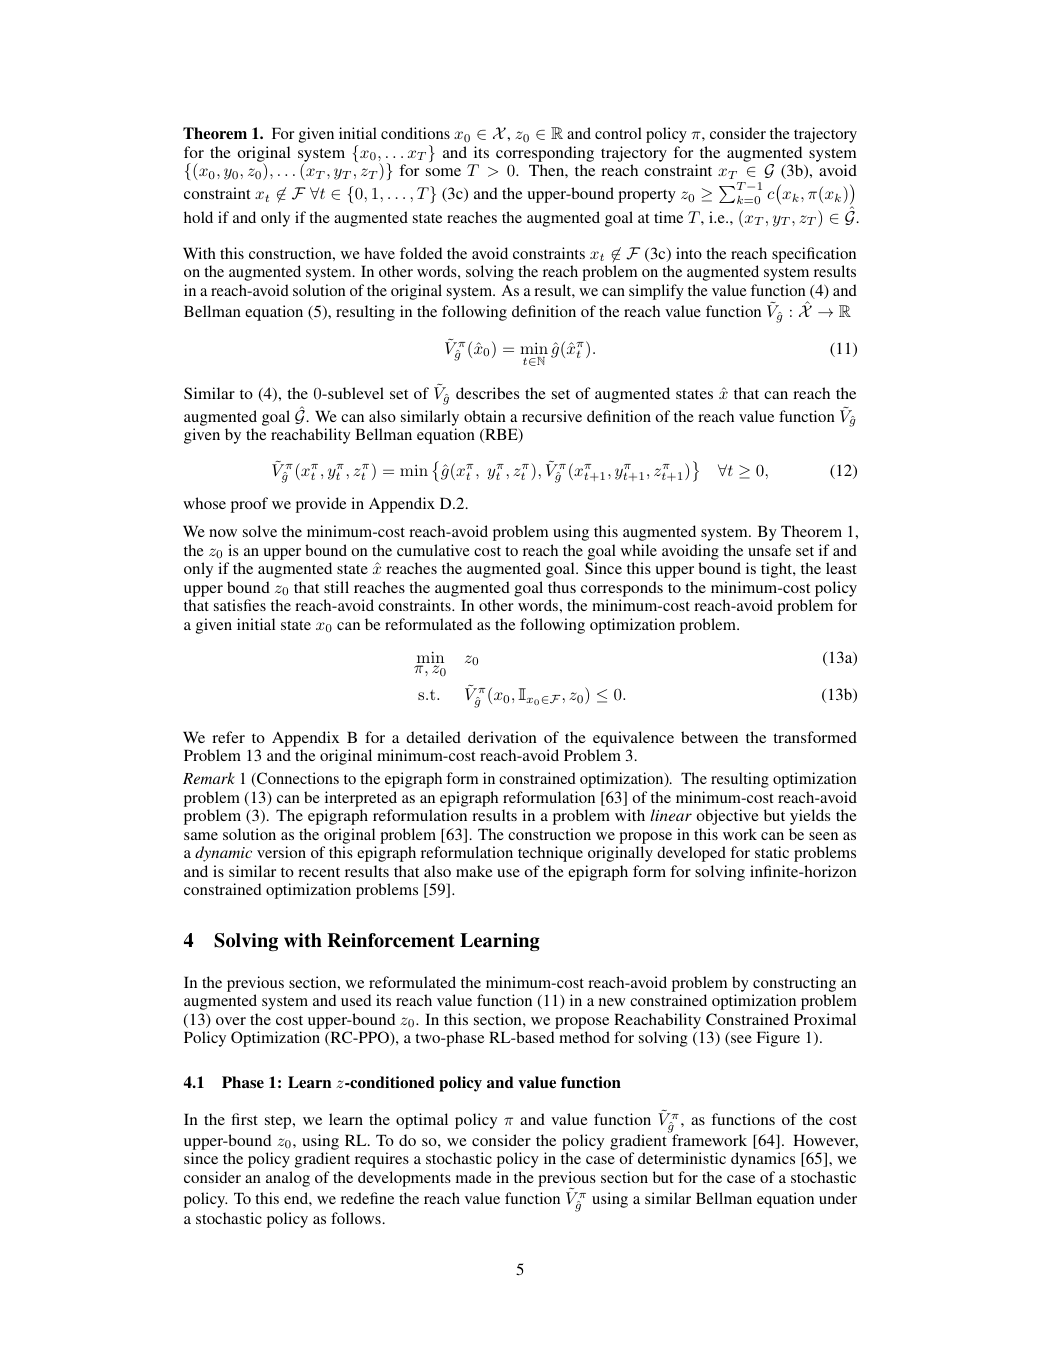 Theorem 1. For given initial conditions x₀ ∈ 𝒳, z₀ ∈ ℝ and control policy π, consider the trajectory
for the original system {x₀, . . . x_T} and its corresponding trajectory for the augmented system
{(x₀, y₀, z₀), . . . (x_T, y_T, z_T)} for some T > 0. Then, the reach constraint x_T ∈ 𝒢 (3b), avoid
constraint x_t ∉ ℱ ∀t ∈ {0, 1, . . . , T} (3c) and the upper-bound property z₀ ≥ ∑_{k=0}^{T−1} c(x_k, π(x_k))
hold if and only if the augmented state reaches the augmented goal at time T, i.e., (x_T, y_T, z_T) ∈ 𝒢̂.
With this construction, we have folded the avoid constraints x_t ∉ ℱ (3c) into the reach specification
on the augmented system. In other words, solving the reach problem on the augmented system results
in a reach-avoid solution of the original system. As a result, we can simplify the value function (4) and
Bellman equation (5), resulting in the following definition of the reach value function Ṽ_ĝ : 𝒳̂ → ℝ
Ṽ_ĝ^π(x̂₀) = min_{t∈ℕ} ĝ(x̂_t^π). (11)
Similar to (4), the 0-sublevel set of Ṽ_ĝ describes the set of augmented states x̂ that can reach the
augmented goal 𝒢̂. We can also similarly obtain a recursive definition of the reach value function Ṽ_ĝ
given by the reachability Bellman equation (RBE)
Ṽ_ĝ^π(x_t^π, y_t^π, z_t^π) = min {ĝ(x_t^π, y_t^π, z_t^π), Ṽ_ĝ^π(x_{t+1}^π, y_{t+1}^π, z_{t+1}^π)} ∀t ≥ 0, (12)
whose proof we provide in Appendix D.2.
We now solve the minimum-cost reach-avoid problem using this augmented system. By Theorem 1,
the z₀ is an upper bound on the cumulative cost to reach the goal while avoiding the unsafe set if and
only if the augmented state x̂ reaches the augmented goal. Since this upper bound is tight, the least
upper bound z₀ that still reaches the augmented goal thus corresponds to the minimum-cost policy
that satisfies the reach-avoid constraints. In other words, the minimum-cost reach-avoid problem for
a given initial state x₀ can be reformulated as the following optimization problem.
min_{π, z₀} z₀ (13a)
s.t. Ṽ_ĝ^π(x₀, 𝕀_{x₀∈ℱ}, z₀) ≤ 0. (13b)
We refer to Appendix B for a detailed derivation of the equivalence between the transformed
Problem 13 and the original minimum-cost reach-avoid Problem 3.
Remark 1 (Connections to the epigraph form in constrained optimization). The resulting optimization
problem (13) can be interpreted as an epigraph reformulation [63] of the minimum-cost reach-avoid
problem (3). The epigraph reformulation results in a problem with linear objective but yields the
same solution as the original problem [63]. The construction we propose in this work can be seen as
a dynamic version of this epigraph reformulation technique originally developed for static problems
and is similar to recent results that also make use of the epigraph form for solving infinite-horizon
constrained optimization problems [59].
4 Solving with Reinforcement Learning
In the previous section, we reformulated the minimum-cost reach-avoid problem by constructing an
augmented system and used its reach value function (11) in a new constrained optimization problem
(13) over the cost upper-bound z₀. In this section, we propose Reachability Constrained Proximal
Policy Optimization (RC-PPO), a two-phase RL-based method for solving (13) (see Figure 1).
4.1 Phase 1: Learn z-conditioned policy and value function
In the first step, we learn the optimal policy π and value function Ṽ_ĝ^π, as functions of the cost
upper-bound z₀, using RL. To do so, we consider the policy gradient framework [64]. However,
since the policy gradient requires a stochastic policy in the case of deterministic dynamics [65], we
consider an analog of the developments made in the previous section but for the case of a stochastic
policy. To this end, we redefine the reach value function Ṽ_ĝ^π using a similar Bellman equation under
a stochastic policy as follows.
5